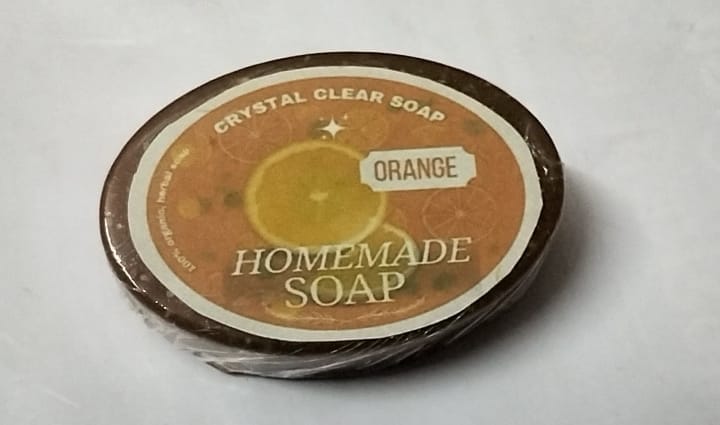 CRYSTAL CLEAR SOAP
ORANGE
100% organic, herbal soap
HOMEMADE
SOAP